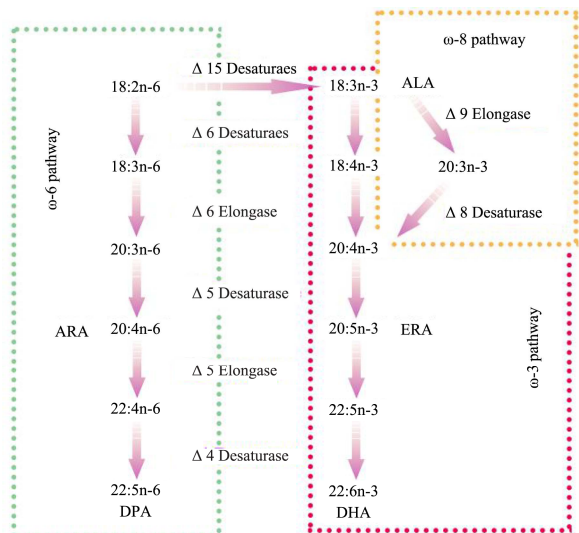 ω-8 pathway
Δ 15 Desaturaes
18:2n-6
18:3n-3
ALA
Δ 9 Elongase
Δ 6 Desaturaes
18:3n-6
18:4n-3
20:3n-3
ω-6 pathway
Δ 6 Elongase
Δ 8 Desaturase
20:3n-6
20:4n-3
Δ 5 Desaturase
ARA
20:4n-6
20:5n-3
ERA
ω-3 pathway
Δ 5 Elongase
22:4n-6
22:5n-3
Δ 4 Desaturase
22:5n-6
22:6n-3
DPA
DHA